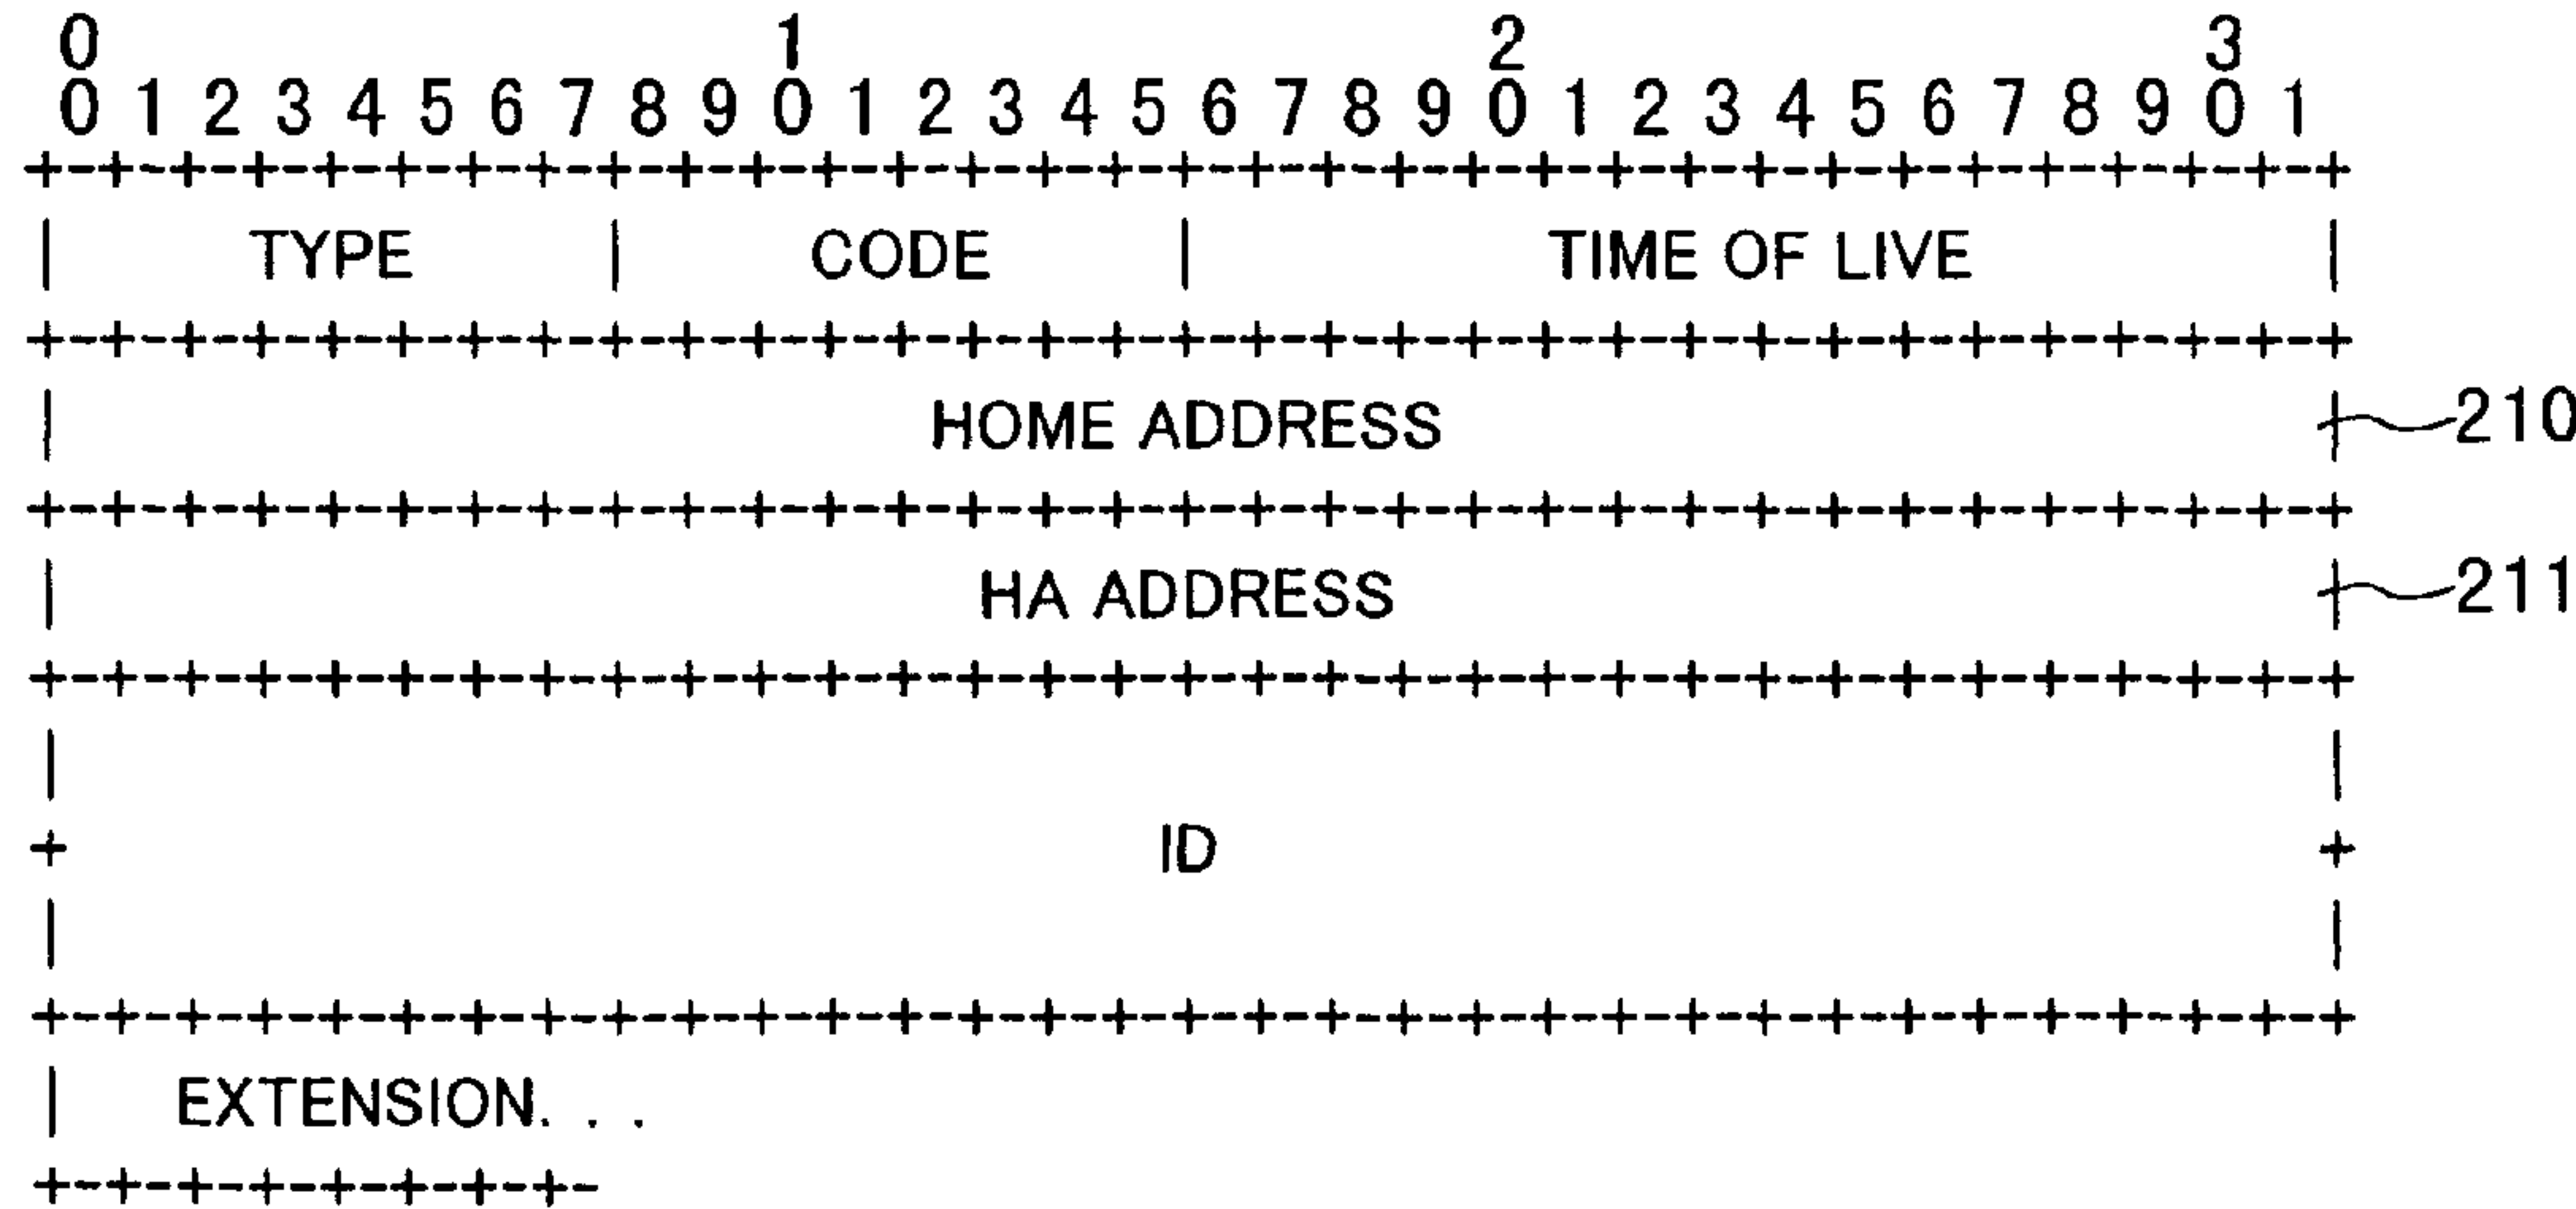 0 1 2 3
0 1 2 3 4 5 6 7 8 9 0 1 2 3 4 5 6 7 8 9 0 1 2 3 4 5 6 7 8 9 0 1
+-+-+-+-+-+-+-+-+-+-+-+-+-+-+-+-+-+-+-+-+-+-+-+-+-+-+-+-+-+-+-+-+
| TYPE | CODE | TIME OF LIVE |
+-+-+-+-+-+-+-+-+-+-+-+-+-+-+-+-+-+-+-+-+-+-+-+-+-+-+-+-+-+-+-+-+
| HOME ADDRESS | 210
+-+-+-+-+-+-+-+-+-+-+-+-+-+-+-+-+-+-+-+-+-+-+-+-+-+-+-+-+-+-+-+-+
| HA ADDRESS | 211
+-+-+-+-+-+-+-+-+-+-+-+-+-+-+-+-+-+-+-+-+-+-+-+-+-+-+-+-+-+-+-+-+
| |
+ ID +
| |
+-+-+-+-+-+-+-+-+-+-+-+-+-+-+-+-+-+-+-+-+-+-+-+-+-+-+-+-+-+-+-+-+
| EXTENSION. . .
+-+-+-+-+-+-+-+-